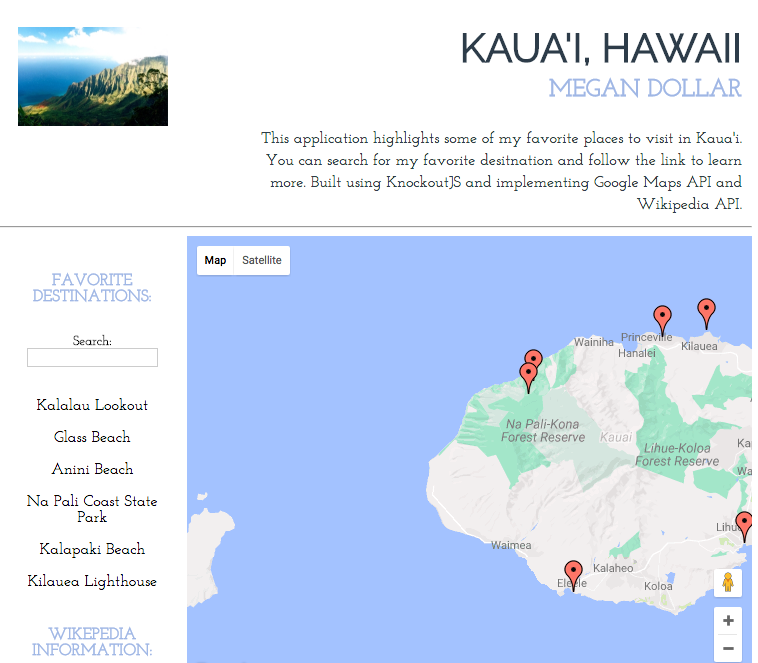 KAUA'I, HAWAII
MEGAN DOLLAR
This application highlights some of my favorite places to visit in Kaua'i.
You can search for my favorite desitnation and follow the link to learn
more. Built using KnockoutJS and implementing Google Maps API and
Wikipedia API.
FAVORITE
DESTINATIONS:
Search:
Kalalau Lookout
Glass Beach
Anini Beach
Na Pali Coast State
Park
Kalapaki Beach
Kilauea Lighthouse
WIKEPEDIA
INFORMATION:
Map Satellite
Wainiha
Princeville
Hanalei
Kilauea
Na Pali-Kona
Forest Reserve
Kauai
Lihue-Koloa
Forest Reserve
Ka
Wa
Lihu
Waimea
Kalaheo
Eleele
Koloa
+
−